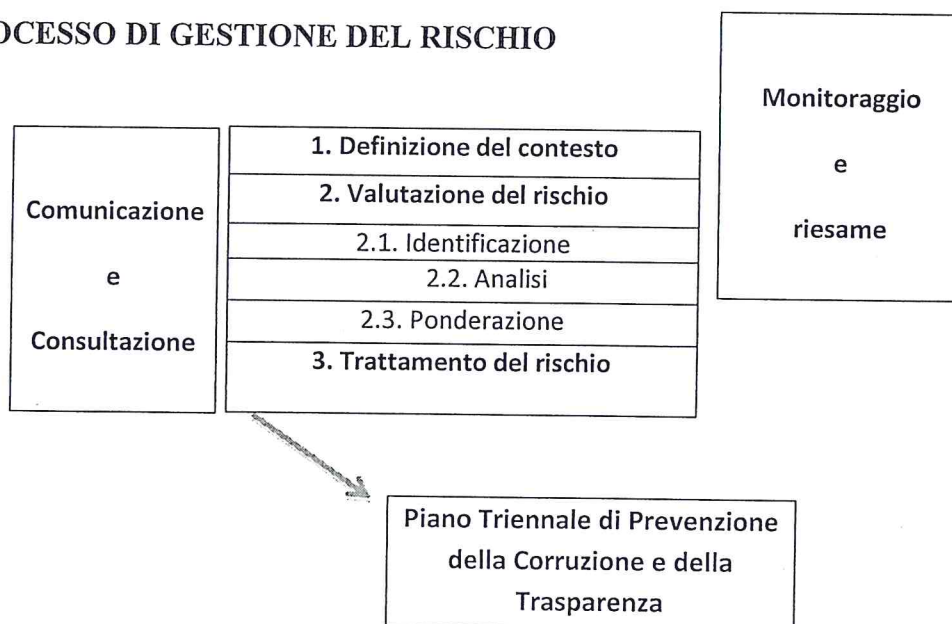 OCESSO DI GESTIONE DEL RISCHIO
Comunicazione
e
Consultazione
1. Definizione del contesto
2. Valutazione del rischio
2.1. Identificazione
2.2. Analisi
2.3. Ponderazione
3. Trattamento del rischio
Monitoraggio
e
riesame
Piano Triennale di Prevenzione
della Corruzione e della
Trasparenza